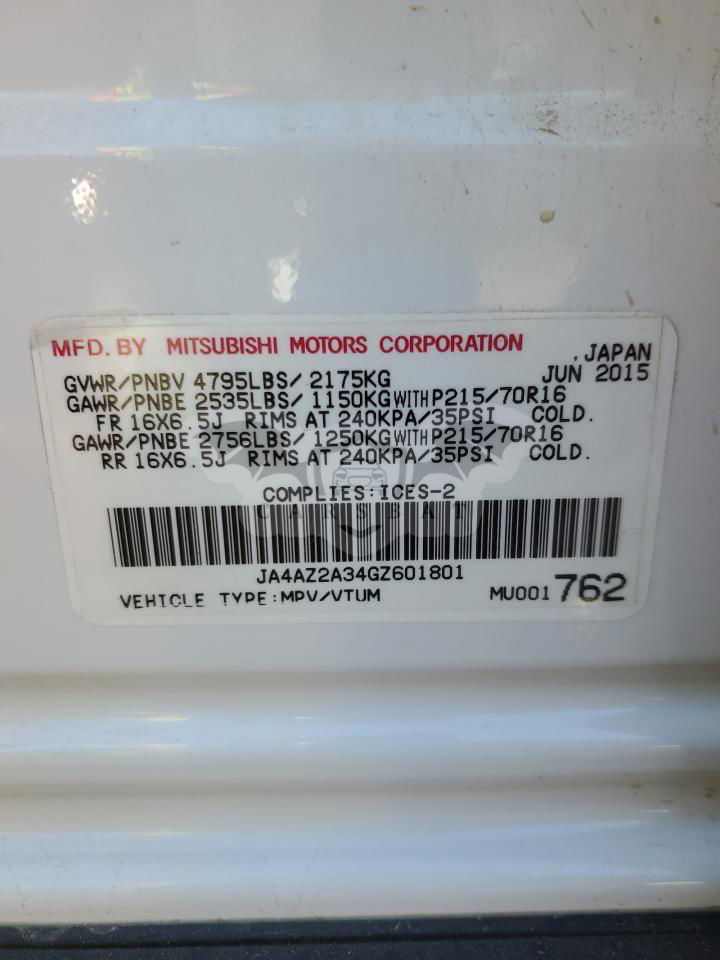 MFD. BY MITSUBISHI MOTORS CORPORATION , JAPAN
GVWR/PNBV 4795LBS/ 2175KG JUN 2015
GAWR/PNBE 2535LBS/ 1150KG WITH P215/70R16
FR 16X6.5J RIMS AT 240KPA/35PSI COLD.
GAWR/PNBE 2756LBS/ 1250KG WITH P215/70R16
RR 16X6.5J RIMS AT 240KPA/35PSI COLD.
COMPLIES:ICES-2
CARSBAT
JA4AZ2A34GZ601801
VEHICLE TYPE:MPV/VTUM MU001 762